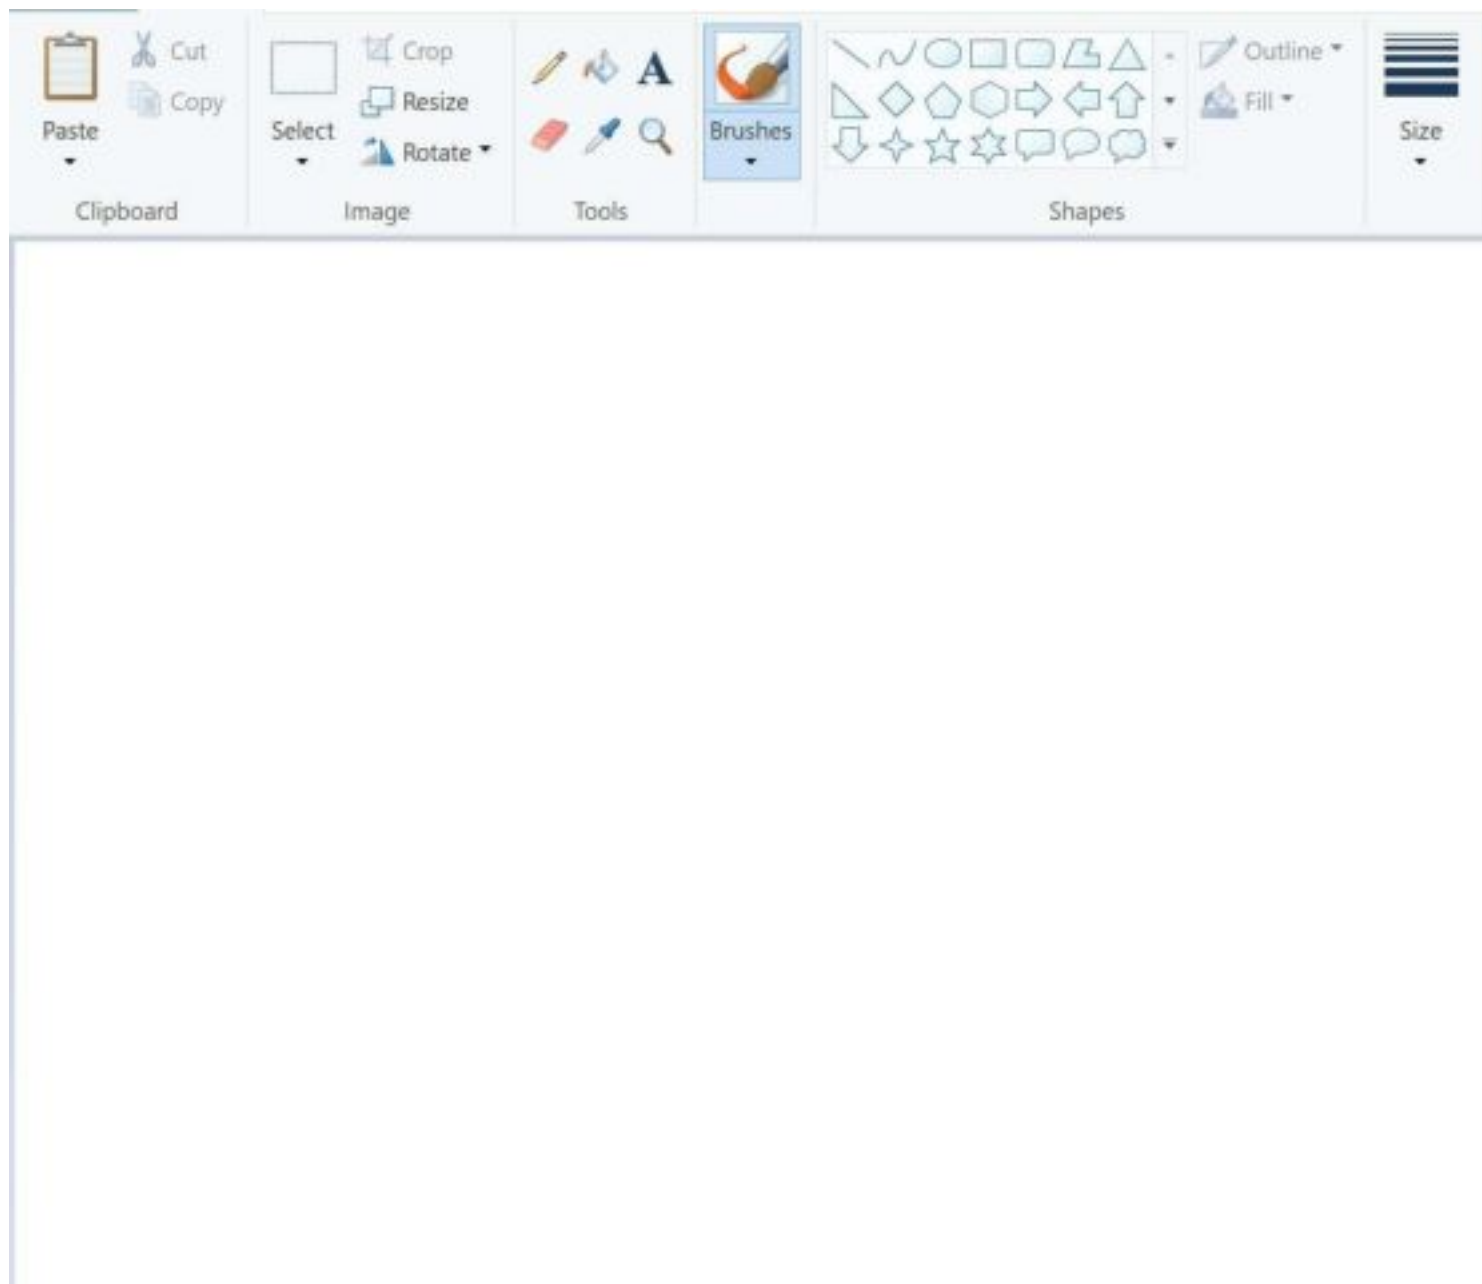 Cut
Copy
Paste
Clipboard
Crop
Resize
Rotate
Select
Image
A
Tools
Brushes
Outline
Fill
Shapes
Size